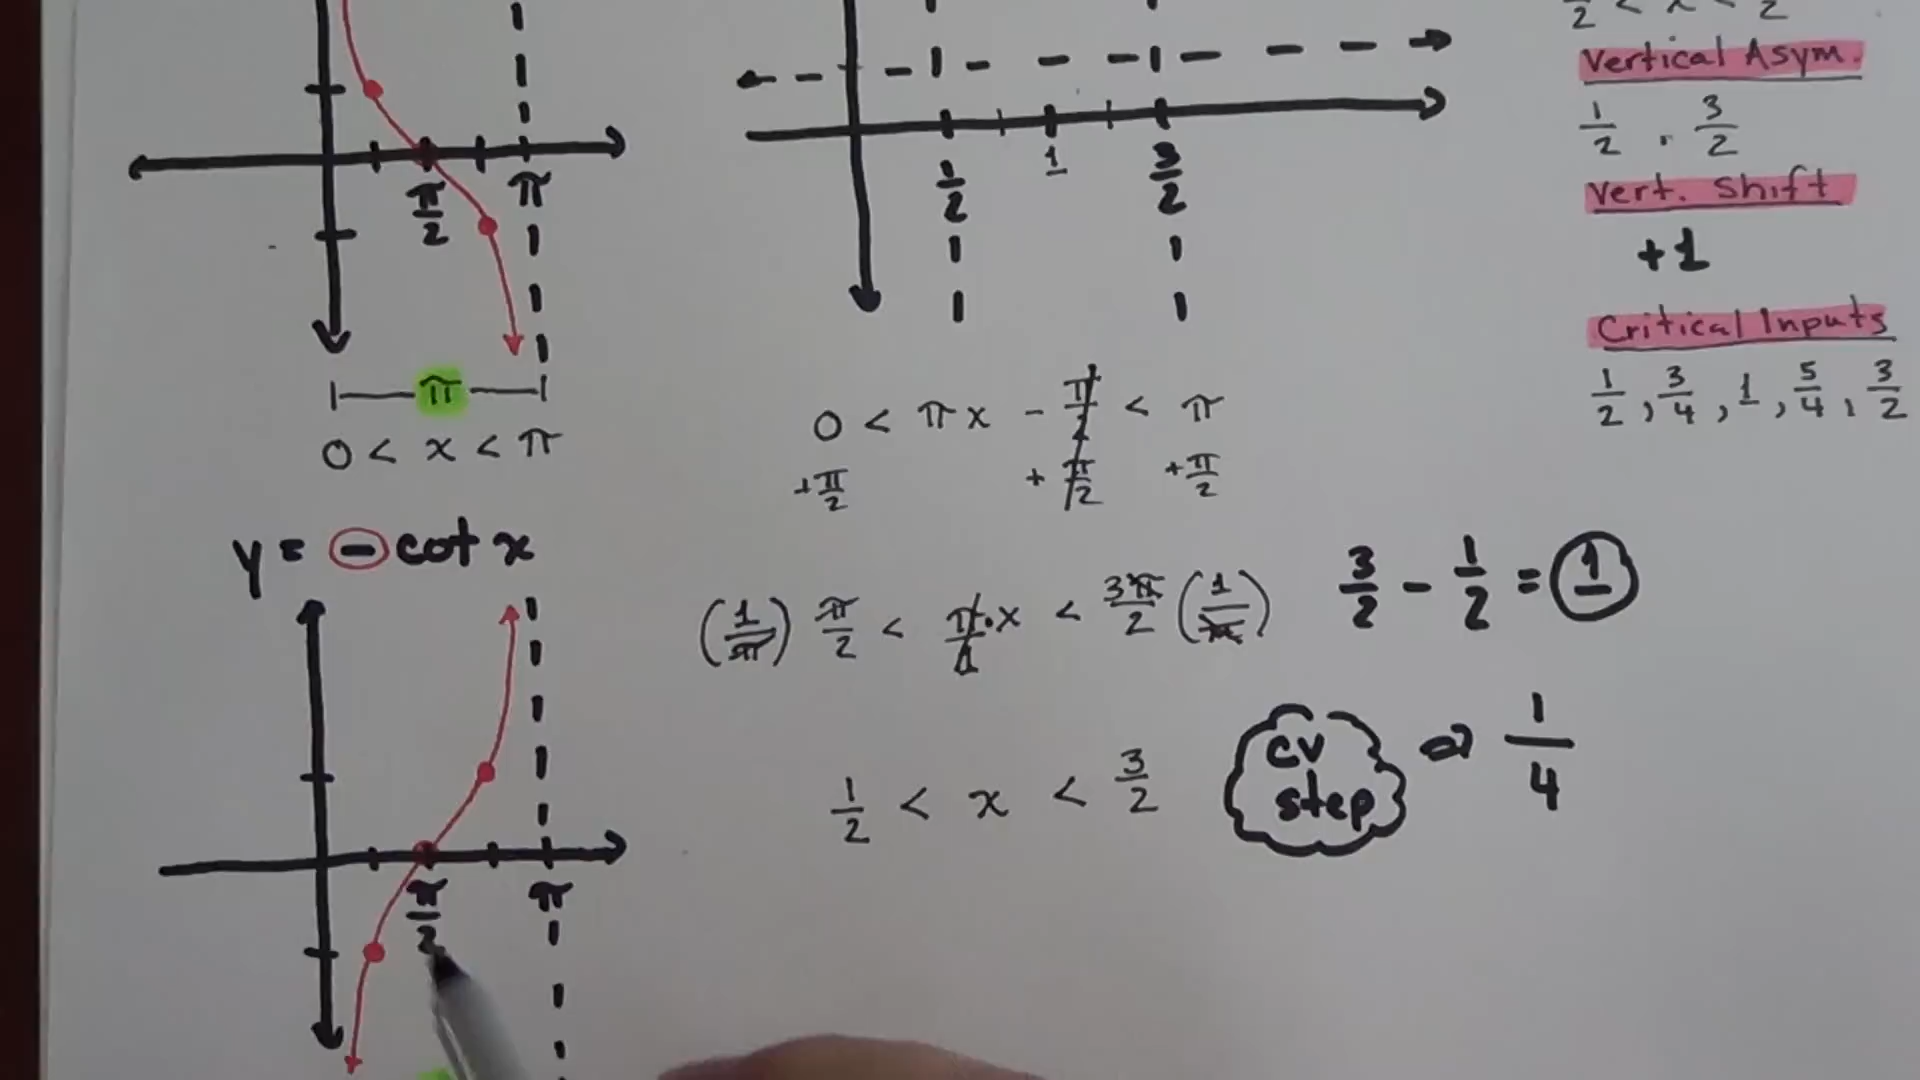 π/2
π
π
0 < x < π
y = - cot x
π/2
π
1/2
1
3/2
0 < πx - π/2 < π
+π/2 + π/2 +π/2
(1/π) π/2 < π/1 · x < 3π/2 (1/π)
1/2 < x < 3/2
3/2 - 1/2 = 1
cv
step
⇒ 1/4
Vertical Asym.
1/2 , 3/2
Vert. Shift
+1
Critical Inputs
1/2 , 3/4 , 1 , 5/4 , 3/2